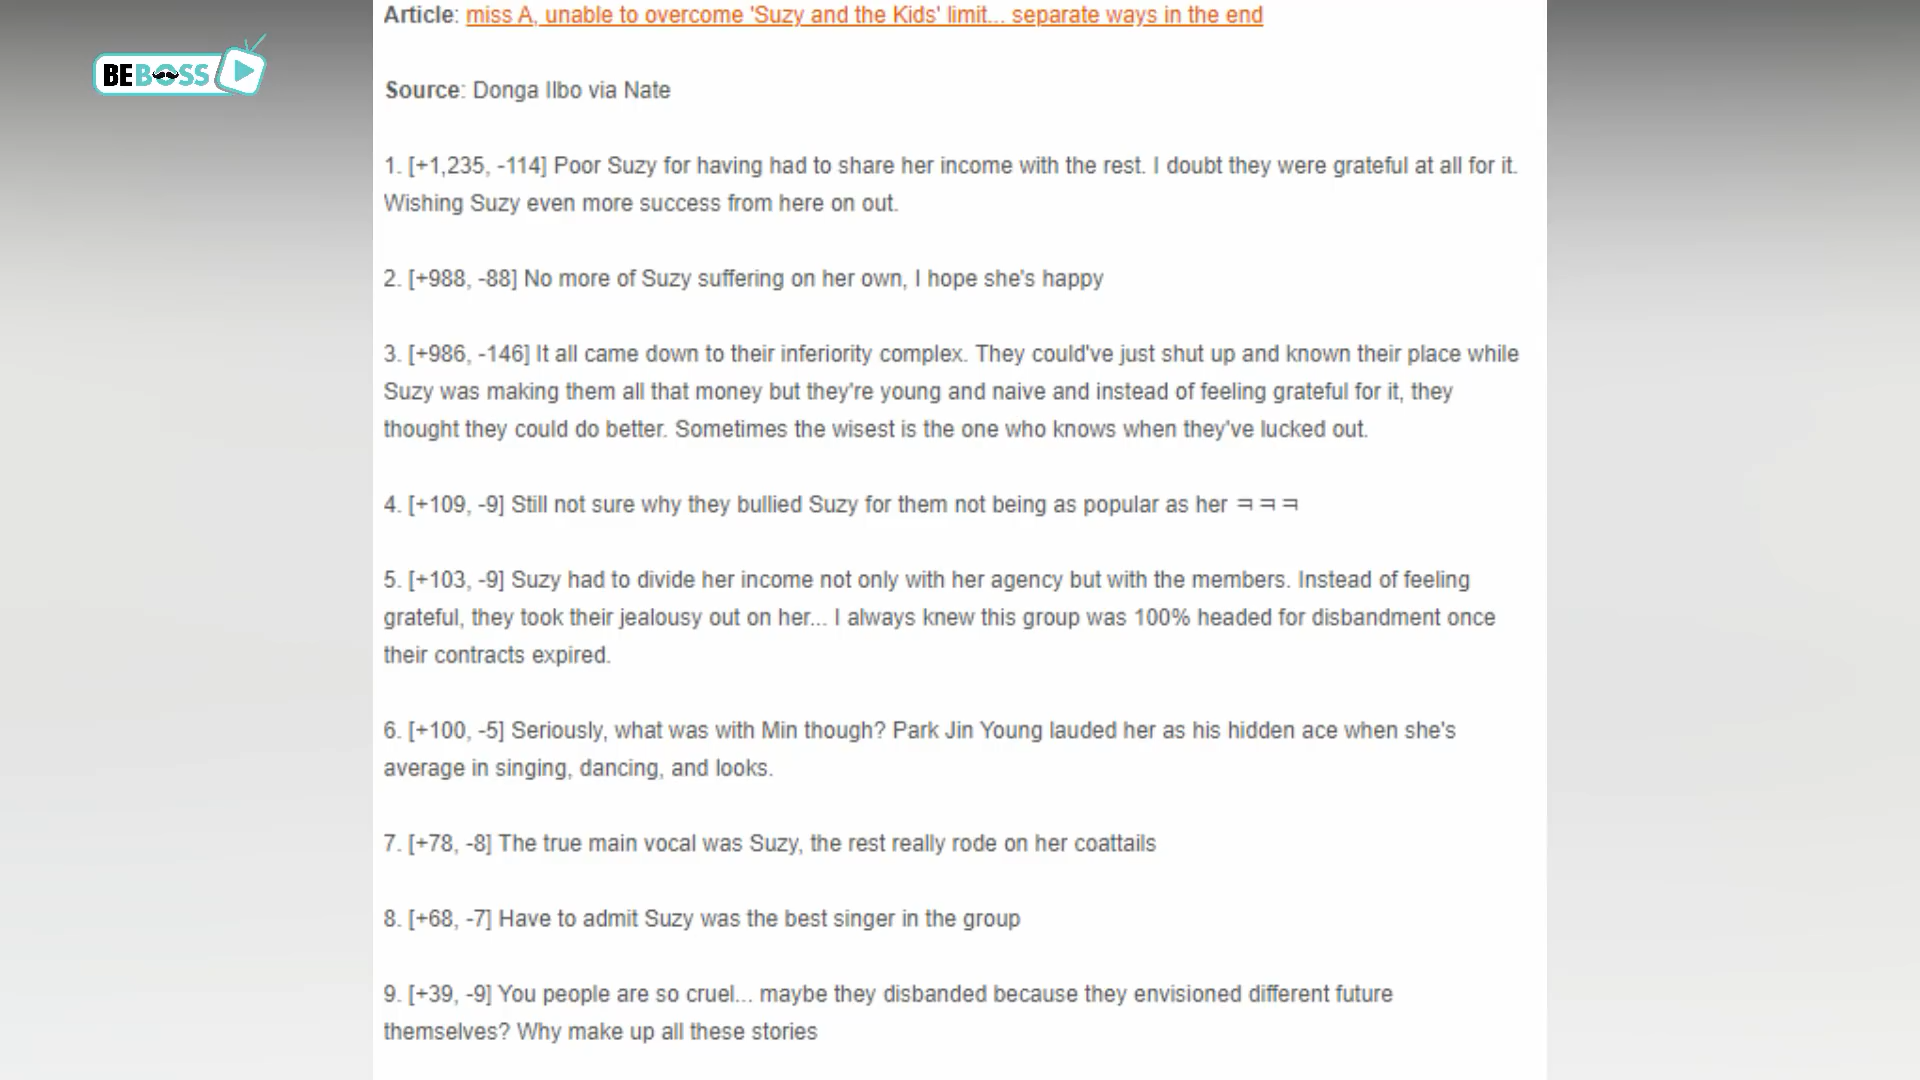 Article: miss A, unable to overcome 'Suzy and the Kids' limit... separate ways in the end
BEBOSS
Source: Donga Ilbo via Nate
1. [+1,235, -114] Poor Suzy for having had to share her income with the rest. I doubt they were grateful at all for it.
Wishing Suzy even more success from here on out.
2. [+988, -88] No more of Suzy suffering on her own, I hope she's happy
3. [+986, -146] It all came down to their inferiority complex. They could've just shut up and known their place while
Suzy was making them all that money but they're young and naive and instead of feeling grateful for it, they
thought they could do better. Sometimes the wisest is the one who knows when they've lucked out.
4. [+109, -9] Still not sure why they bullied Suzy for them not being as popular as her ㅋㅋㅋ
5. [+103, -9] Suzy had to divide her income not only with her agency but with the members. Instead of feeling
grateful, they took their jealousy out on her... I always knew this group was 100% headed for disbandment once
their contracts expired.
6. [+100, -5] Seriously, what was with Min though? Park Jin Young lauded her as his hidden ace when she's
average in singing, dancing, and looks.
7. [+78, -8] The true main vocal was Suzy, the rest really rode on her coattails
8. [+68, -7] Have to admit Suzy was the best singer in the group
9. [+39, -9] You people are so cruel... maybe they disbanded because they envisioned different future
themselves? Why make up all these stories